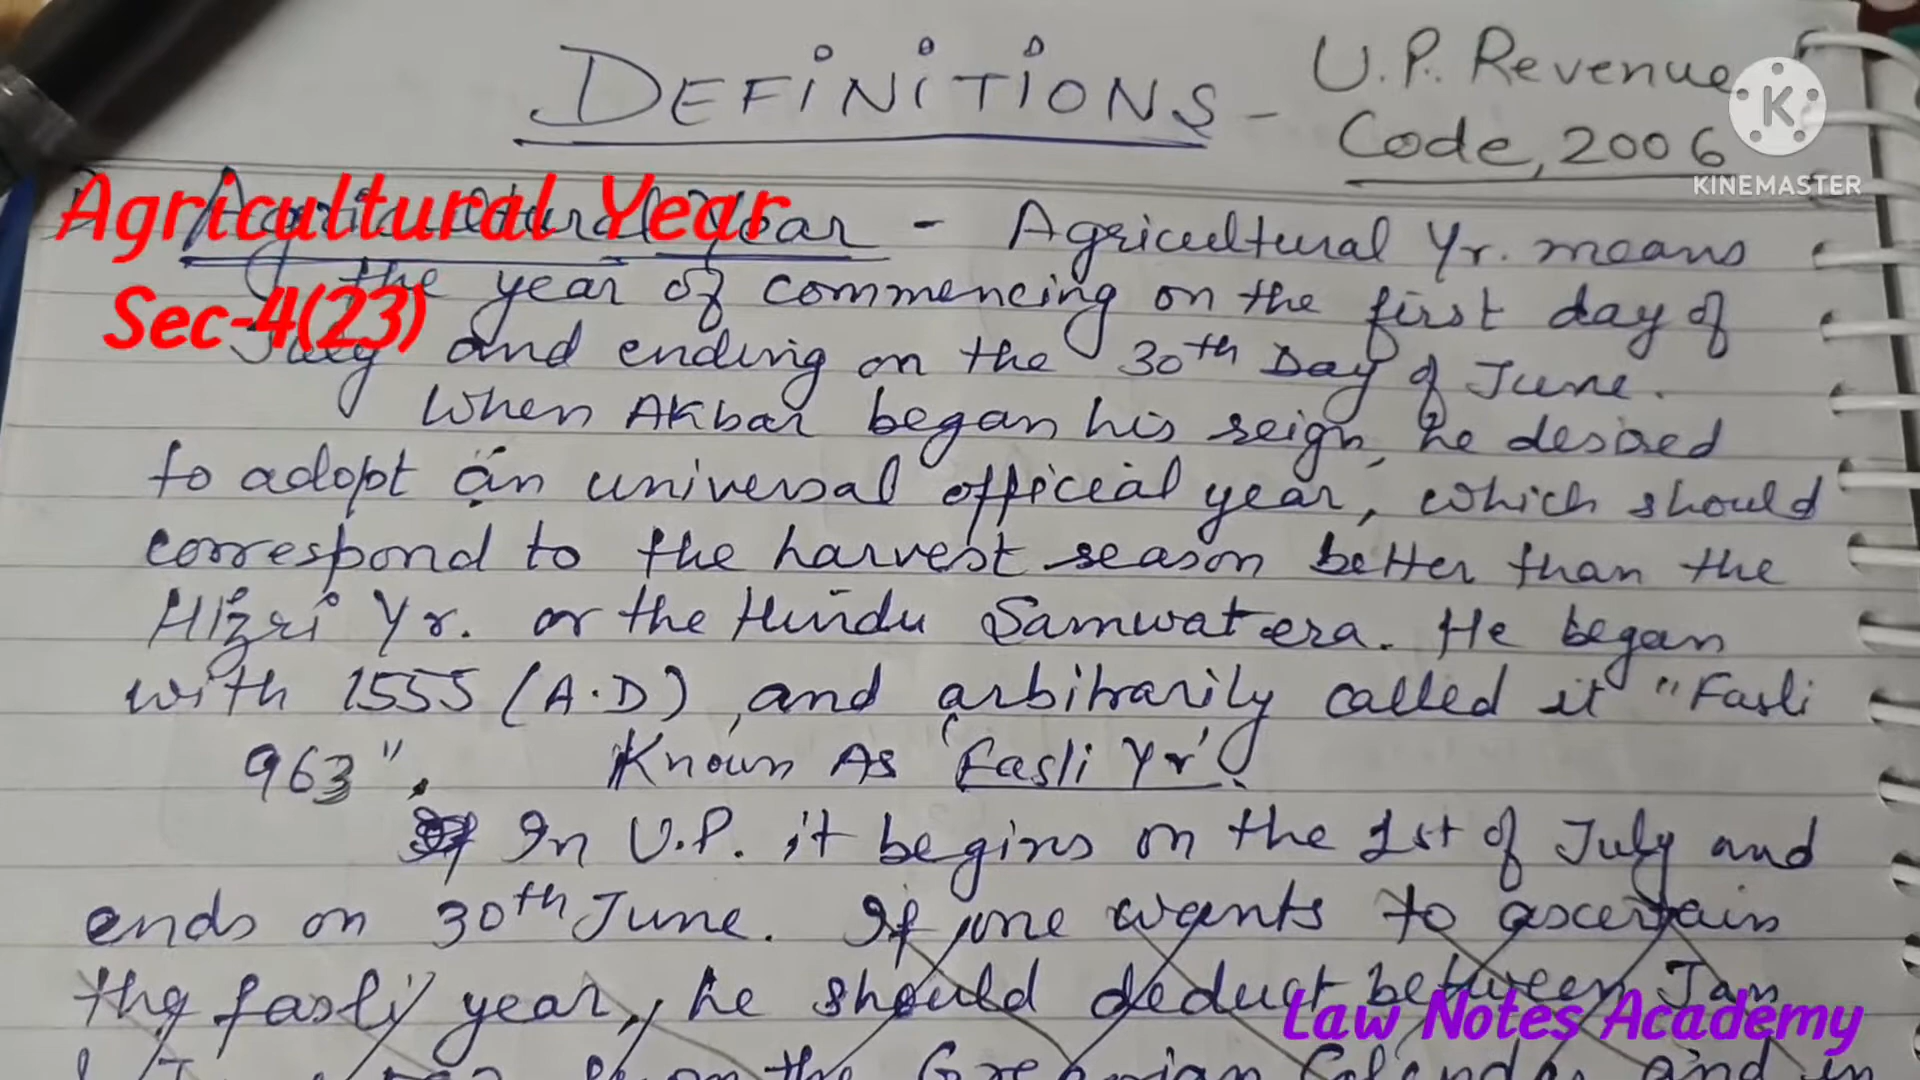 DEFINITIONS - U.P. Revenue
Code, 2006
KINEMASTER
Agricultural Year
Sec-4(23)
Agricultural Year - Agricultural Yr. means
the year of commencing on the first day of
July and ending on the 30th Day of June.
When Akbar began his reign, he desired
to adopt an universal official year, which should
correspond to the harvest season better than the
Hizri Yr. or the Hindu Samwat era. He began
with 1555 (A.D) and arbitrarily called it "Fasli
963". Known As 'Fasli Yr'.
In U.P. it begins on the 1st of July and
ends on 30th June. If one wants to ascertain
the fasli year, he should deduct between Jan
Law Notes Academy
the Gregorian Calendar and in